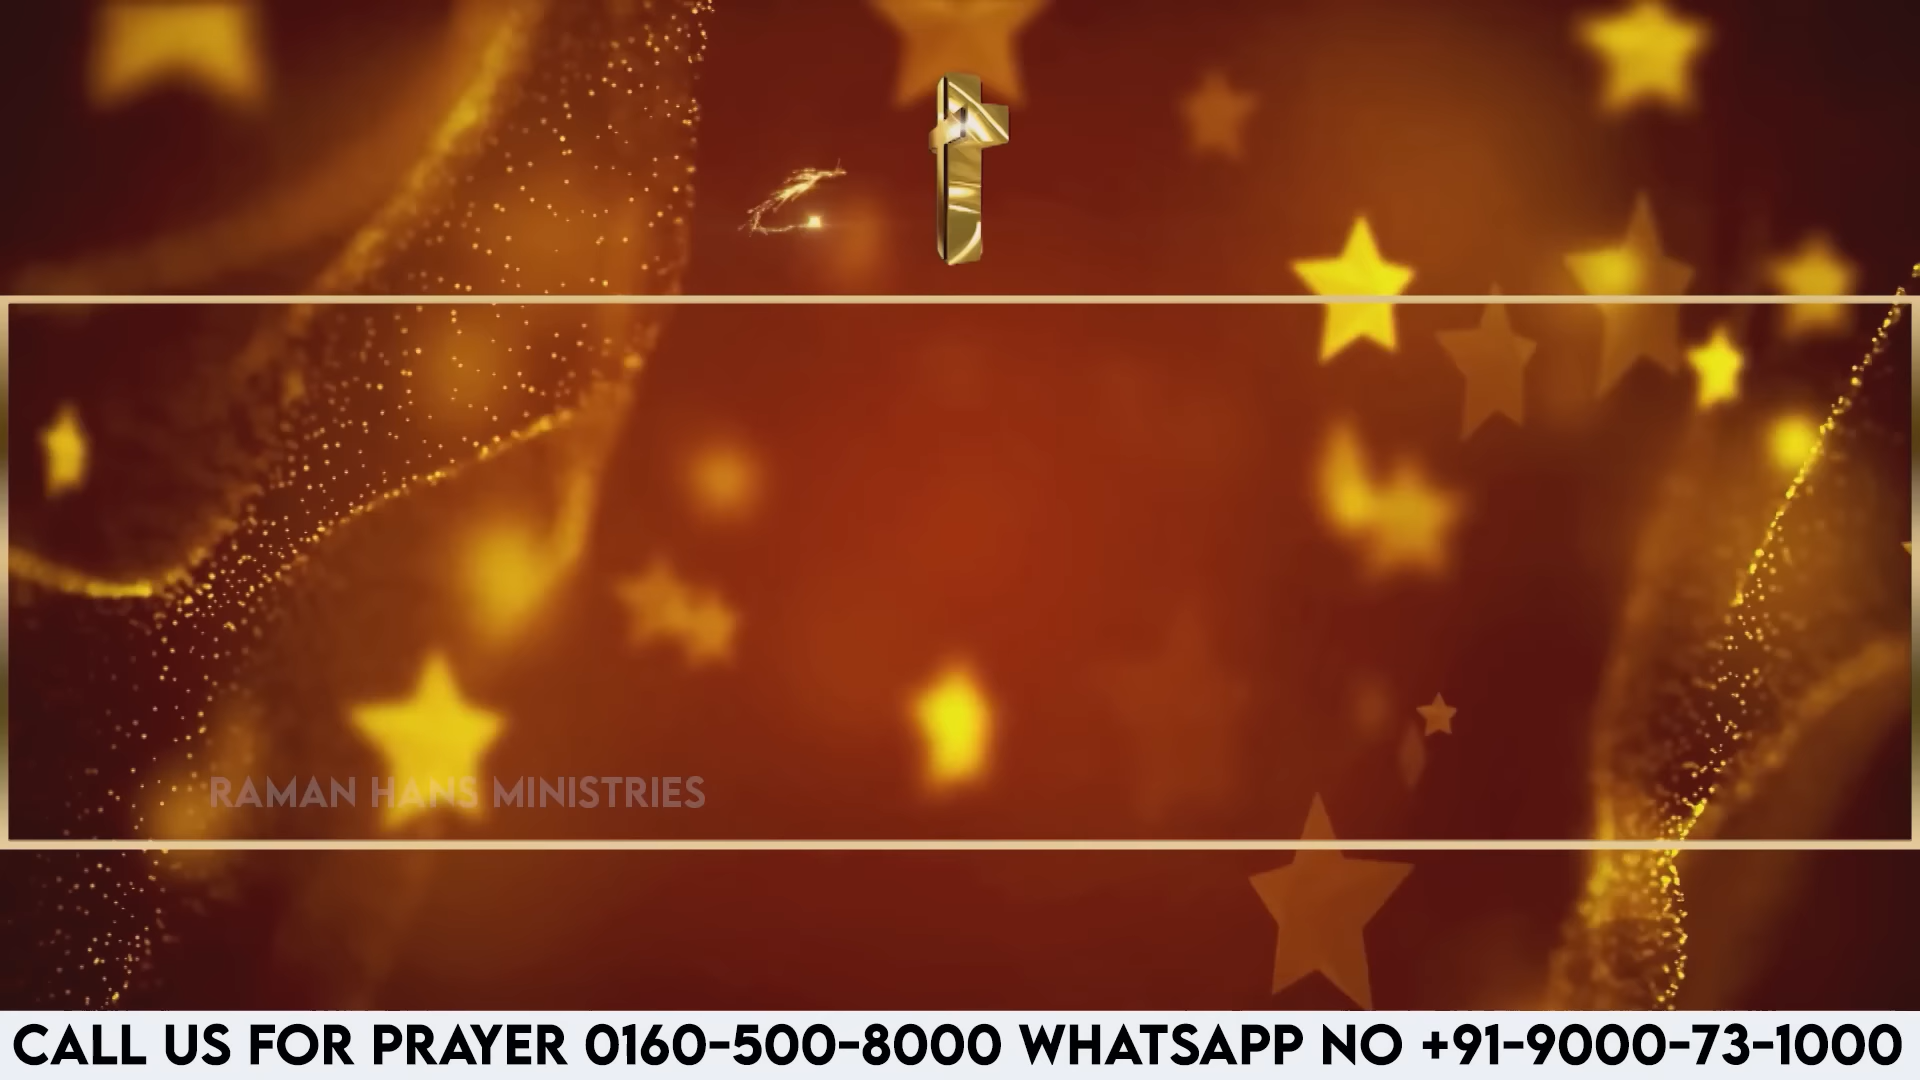 RAMAN HANS MINISTRIES
CALL US FOR PRAYER 0160-500-8000 WHATSAPP NO +91-9000-73-1000